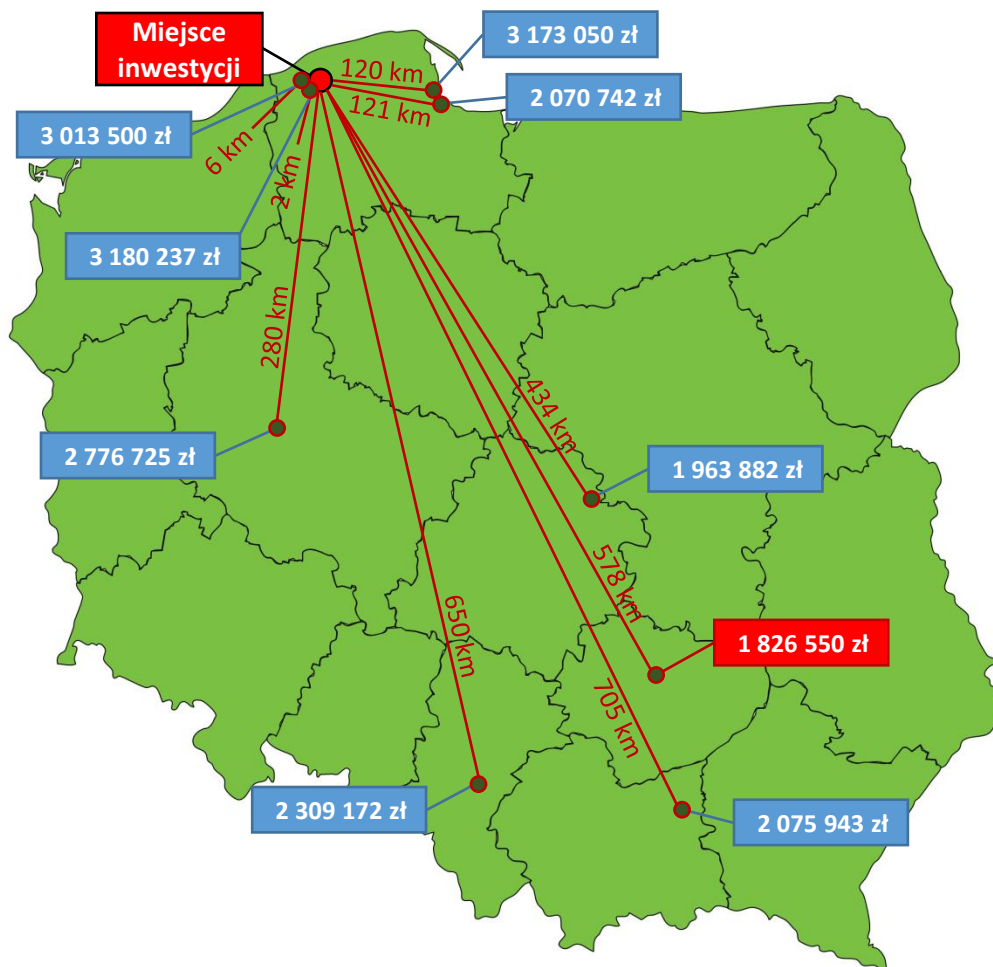 Miejsce
inwestycji
3 173 050 zł
120 km
121 km
2 070 742 zł
3 013 500 zł
6 km
2 km
3 180 237 zł
280 km
434 km
2 776 725 zł
1 963 882 zł
578 km
650 km
1 826 550 zł
705 km
2 309 172 zł
2 075 943 zł